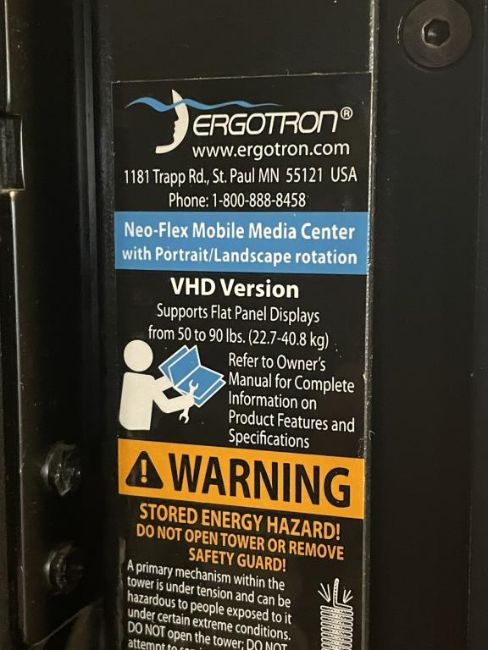 ERGOTRON®
www.ergotron.com
1181 Trapp Rd., St. Paul MN 55121 USA
Phone: 1-800-888-8458
Neo-Flex Mobile Media Center
with Portrait/Landscape rotation
VHD Version
Supports Flat Panel Displays
from 50 to 90 lbs. (22.7-40.8 kg)
Refer to Owner's
Manual for Complete
Information on
Product Features and
Specifications
WARNING
STORED ENERGY HAZARD!
DO NOT OPEN TOWER OR REMOVE
SAFETY GUARD!
A primary mechanism within the
tower is under tension and can be
hazardous to people exposed to it
under certain extreme conditions.
DO NOT open the tower; DO NOT
attempt to